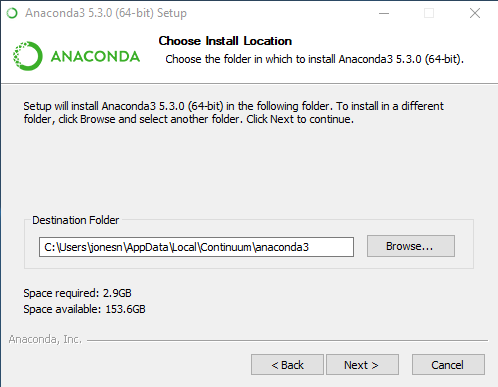 Anaconda3 5.3.0 (64-bit) Setup
ANACONDA
Choose Install Location
Choose the folder in which to install Anaconda3 5.3.0 (64-bit).
Setup will install Anaconda3 5.3.0 (64-bit) in the following folder. To install in a different
folder, click Browse and select another folder. Click Next to continue.
Destination Folder
C:\Users\jonesn\AppData\Local\Continuum\anaconda3
Browse...
Space required: 2.9GB
Space available: 153.6GB
Anaconda, Inc.
< Back
Next >
Cancel